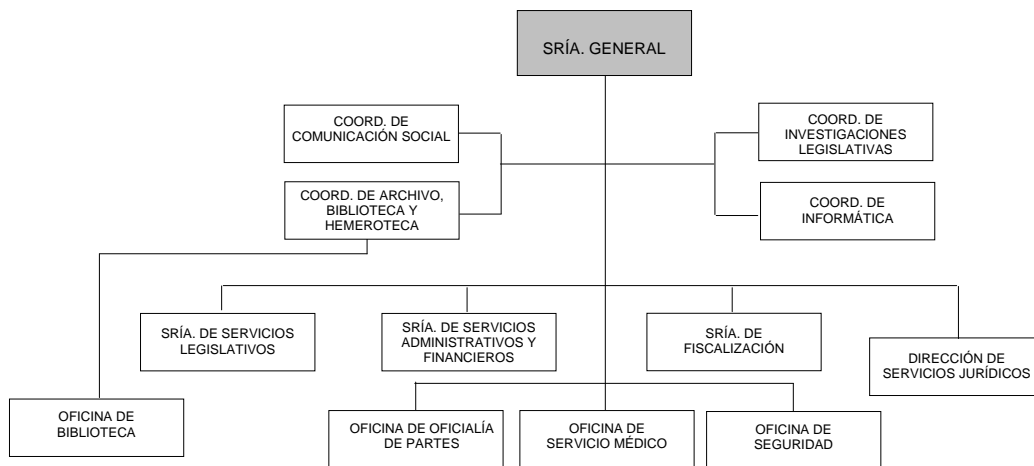 SRÍA. GENERAL
COORD. DE
COMUNICACIÓN SOCIAL
COORD. DE
INVESTIGACIONES
LEGISLATIVAS
COORD. DE ARCHIVO,
BIBLIOTECA Y
HEMEROTECA
COORD. DE
INFORMÁTICA
SRÍA. DE SERVICIOS
LEGISLATIVOS
SRÍA. DE SERVICIOS
ADMINISTRATIVOS Y
FINANCIEROS
SRÍA. DE
FISCALIZACIÓN
DIRECCIÓN DE
SERVICIOS JURÍDICOS
OFICINA DE
BIBLIOTECA
OFICINA DE OFICIALÍA
DE PARTES
OFICINA DE
SERVICIO MÉDICO
OFICINA DE
SEGURIDAD